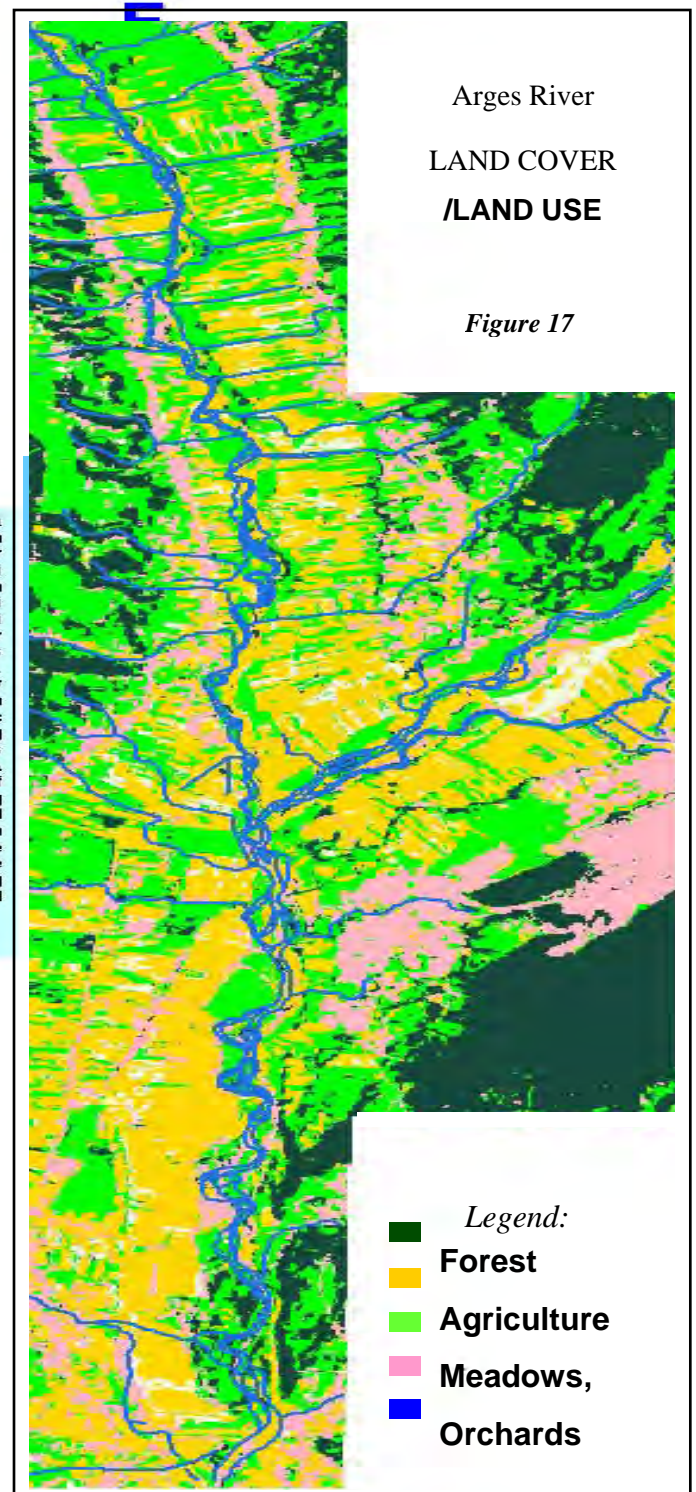 Arges River
LAND COVER
/LAND USE
Figure 17
Legend:
Forest
Agriculture
Meadows,
Orchards